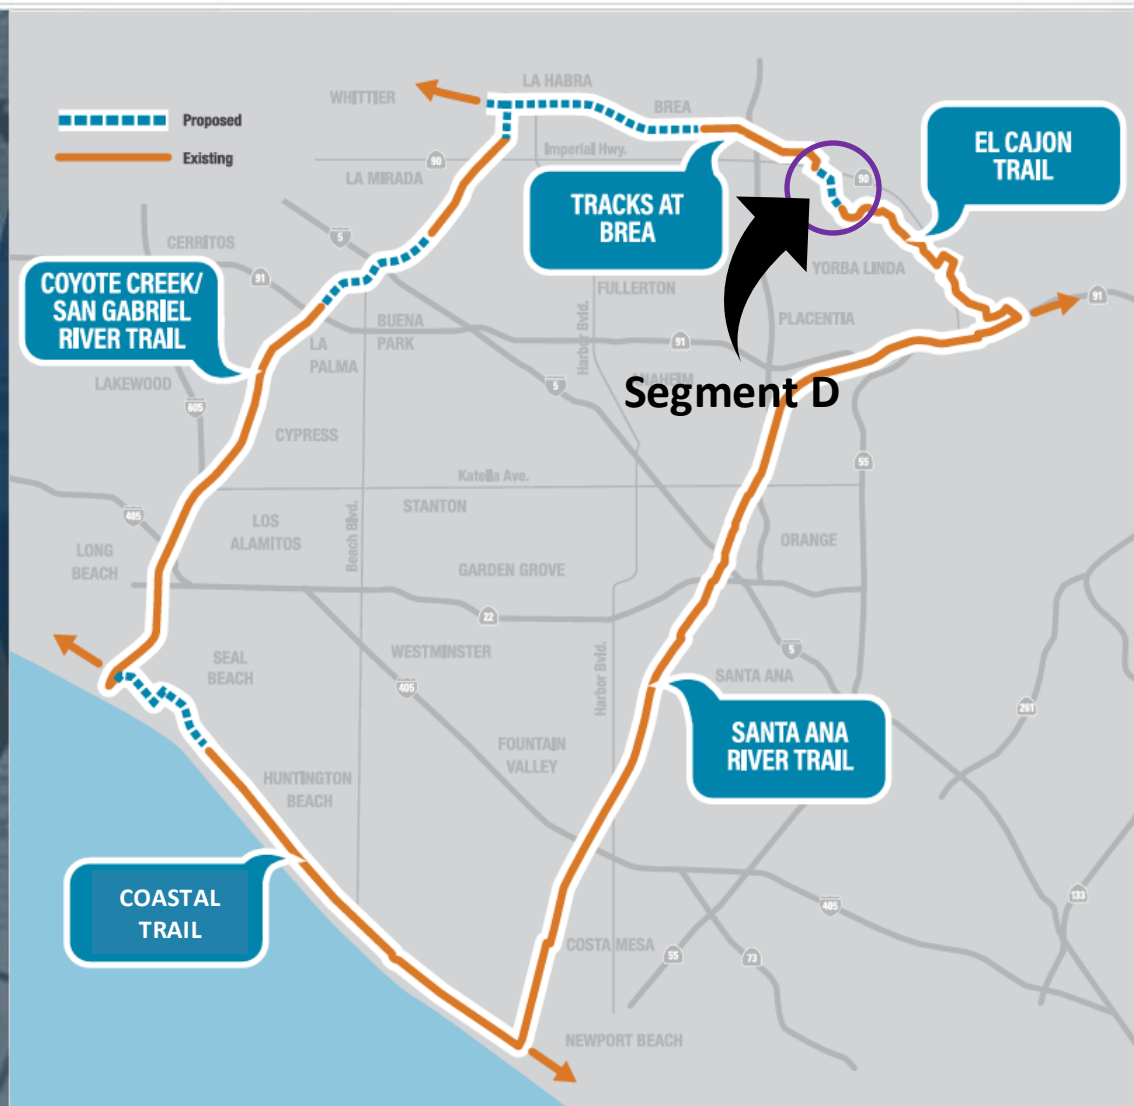 LA HABRA
WHITTIER
BREA
Proposed
Existing
Imperial Hwy.
90
LA MIRADA
90
EL CAJON
TRAIL
TRACKS AT
BREA
CERRITOS
5
91
COYOTE CREEK/
SAN GABRIEL
RIVER TRAIL
YORBA LINDA
FULLERTON
91
PLACENTIA
Harbor Blvd.
BUENA
PARK
LA
PALMA
91
LAKEWOOD
ANAHEIM
Segment D
5
605
CYPRESS
55
Katella Ave.
STANTON
405
LOS
ALAMITOS
Beach Blvd.
ORANGE
LONG
BEACH
GARDEN GROVE
22
SEAL
BEACH
WESTMINSTER
Harbor Blvd.
5
SANTA ANA
405
261
SANTA ANA
RIVER TRAIL
FOUNTAIN
VALLEY
HUNTINGTON
BEACH
COASTAL
TRAIL
405
133
COSTA MESA
55
73
NEWPORT BEACH